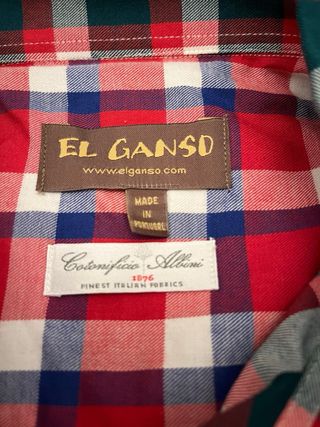 EL GANSO
www.elganso.com
MADE
IN
PORTUGAL
Cotonificio Albini
1876
FINEST ITALIAN FABRICS